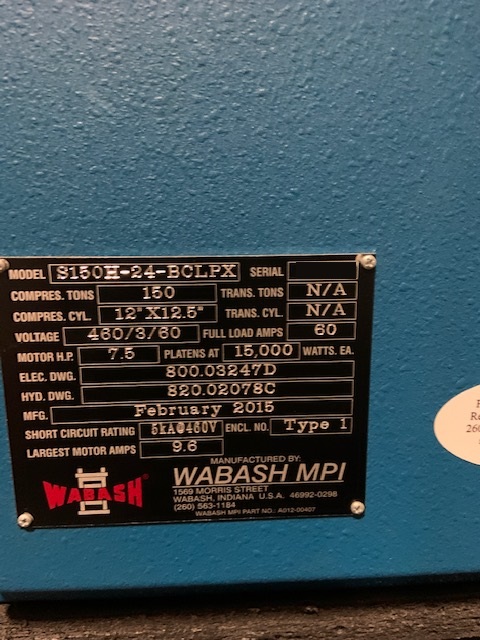 MODEL S150H-24-BCLPX SERIAL
COMPRES. TONS 150 TRANS. TONS N/A
COMPRES. CYL. 12"X12.5" TRANS. CYL. N/A
VOLTAGE 460/3/60 FULL LOAD AMPS 60
MOTOR H.P. 7.5 PLATENS AT 15,000 WATTS. EA.
ELEC. DWG. 800.03247D
HYD. DWG. 820.02078C
MFG. February 2015
SHORT CIRCUIT RATING 5kA@460V ENCL. NO. Type 1
LARGEST MOTOR AMPS 9.6
MANUFACTURED BY:
WABASH
WABASH MPI
1569 MORRIS STREET
WABASH, INDIANA U.S.A. 46992-0298
(260) 563-1184
WABASH MPI PART NO.: A012-00407
260